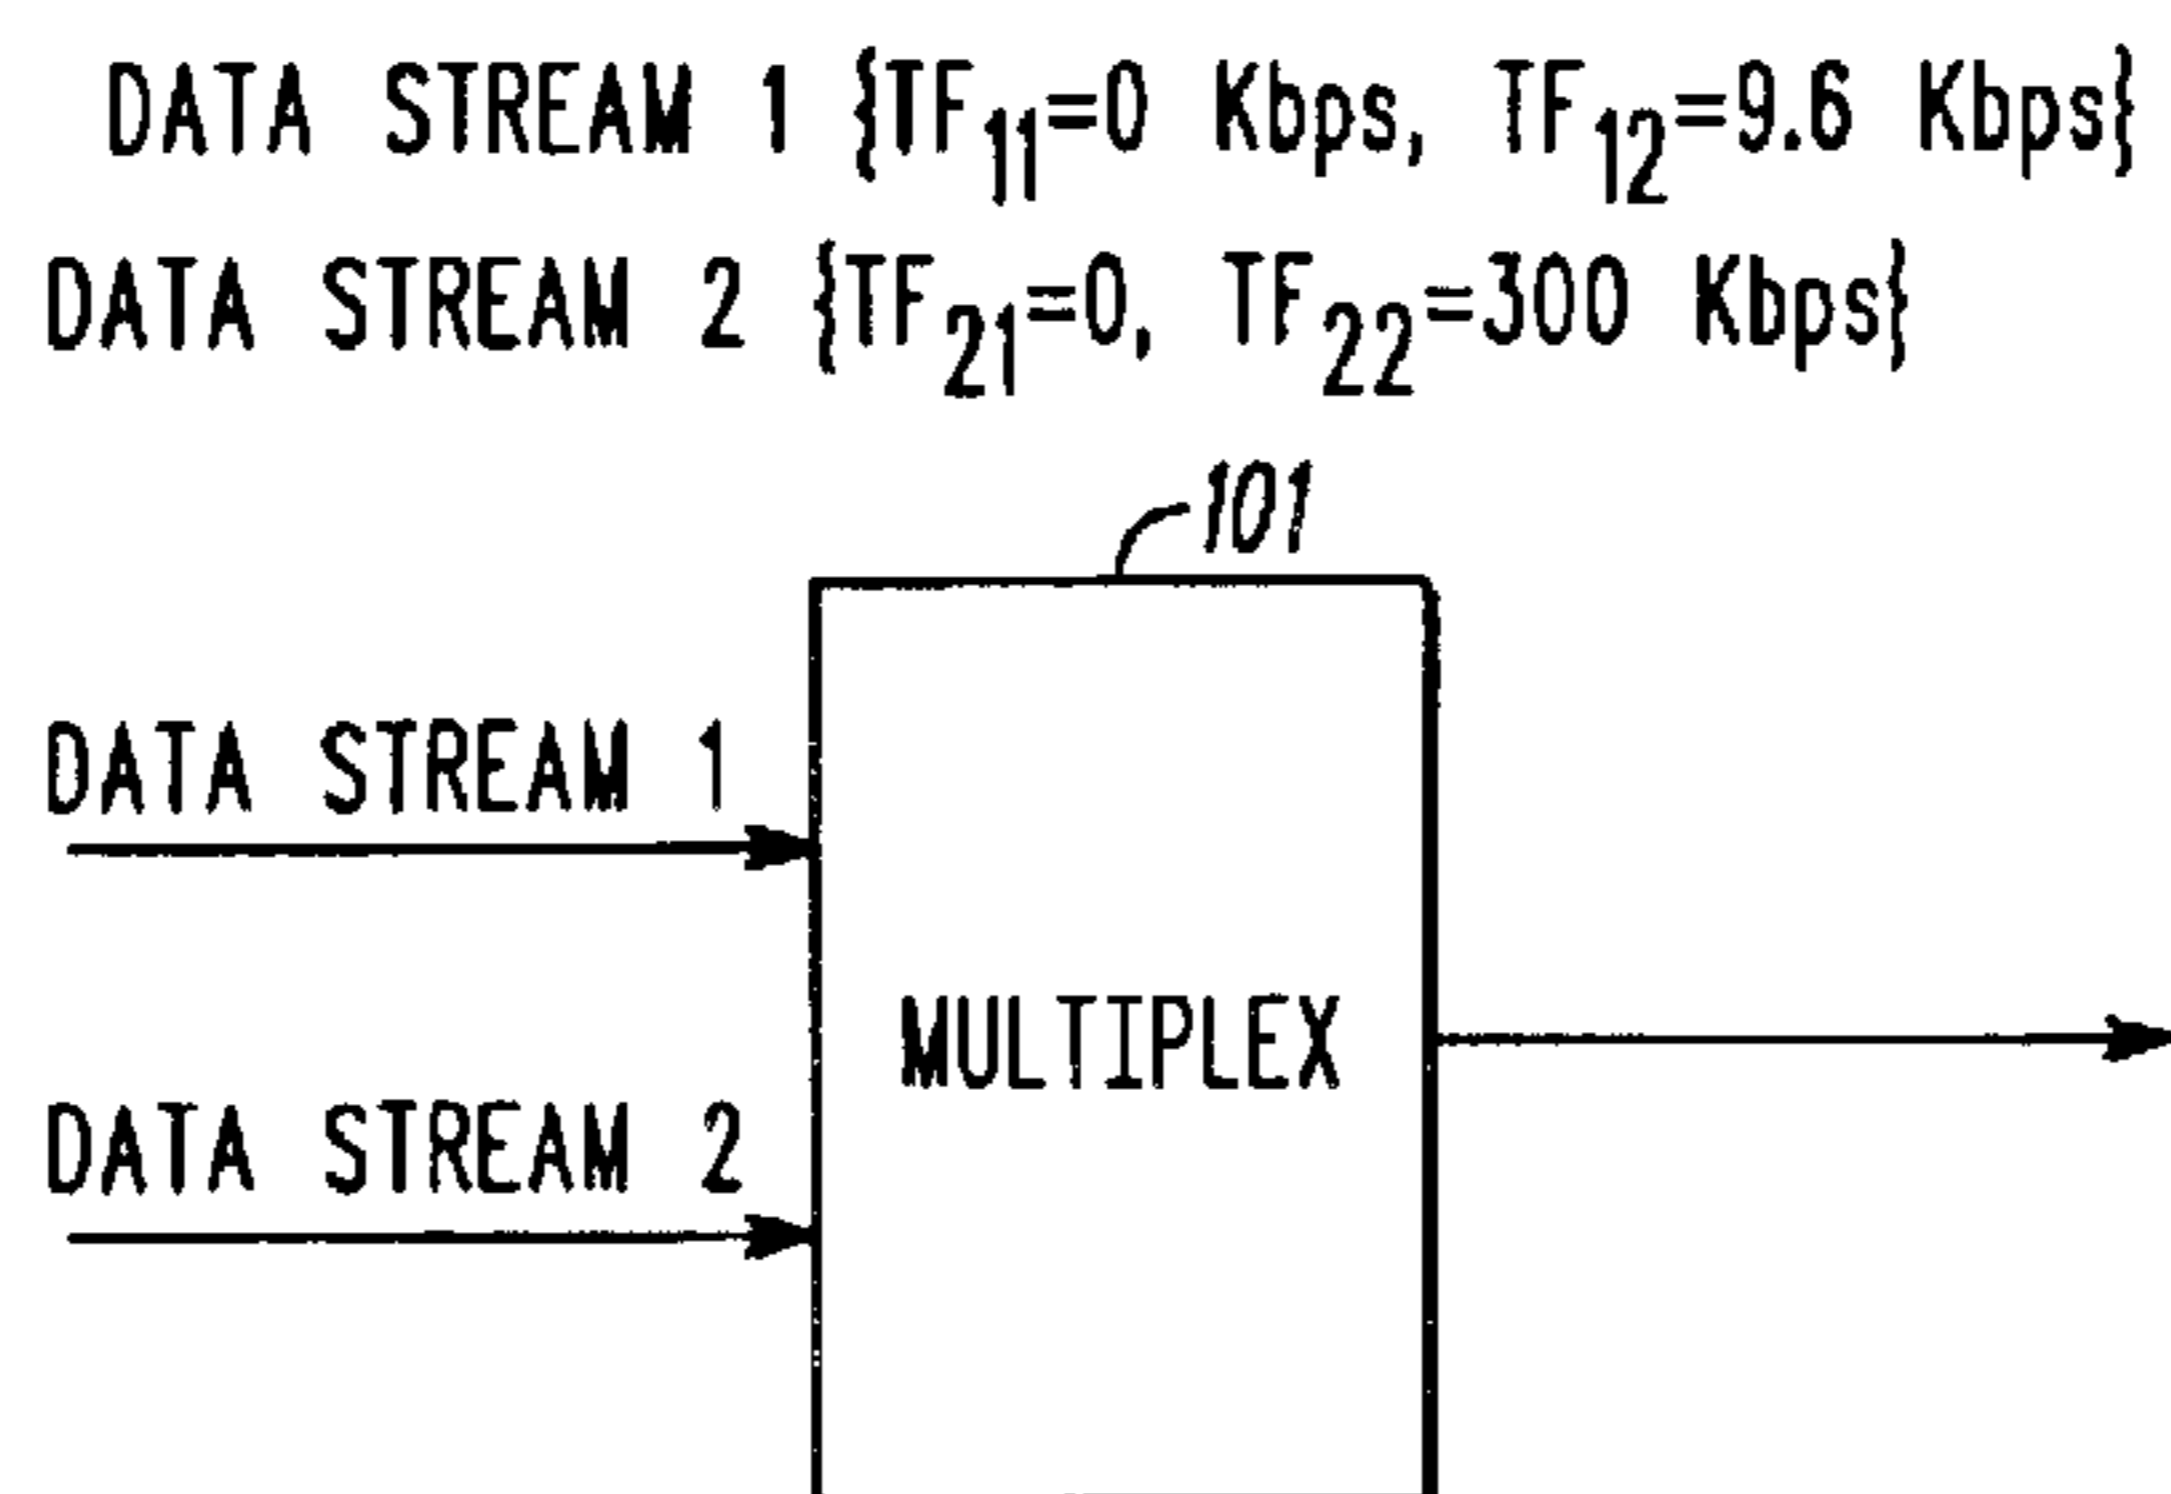 DATA STREAM 1 {TF₁₁=0 Kbps, TF₁₂=9.6 Kbps}
DATA STREAM 2 {TF₂₁=0, TF₂₂=300 Kbps}
101
DATA STREAM 1
MULTIPLEX
DATA STREAM 2